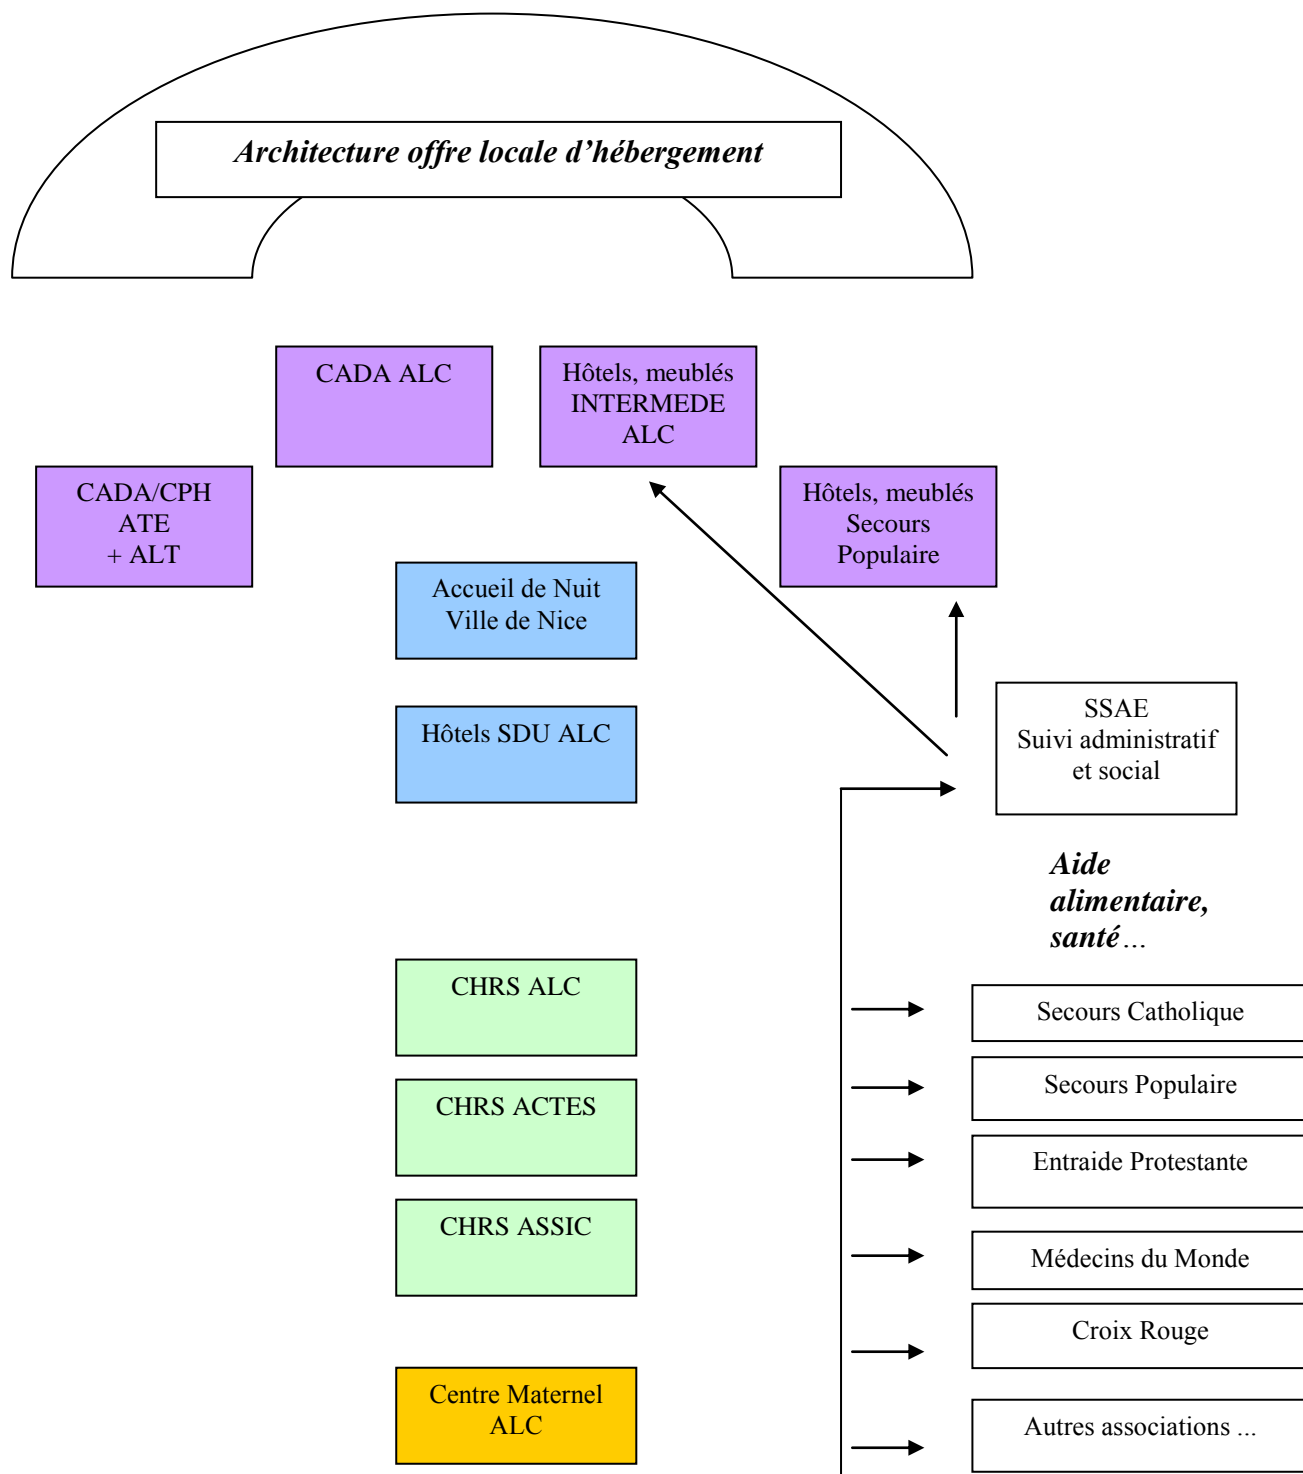 Architecture offre locale d’hébergement
CADA ALC
Hôtels, meublés
INTERMEDE
ALC
CADA/CPH
ATE
+ ALT
Hôtels, meublés
Secours
Populaire
Accueil de Nuit
Ville de Nice
Hôtels SDU ALC
SSAE
Suivi administratif
et social
Aide
alimentaire,
santé…
CHRS ALC
Secours Catholique
CHRS ACTES
Secours Populaire
Entraide Protestante
CHRS ASSIC
Médecins du Monde
Croix Rouge
Centre Maternel
ALC
Autres associations ...